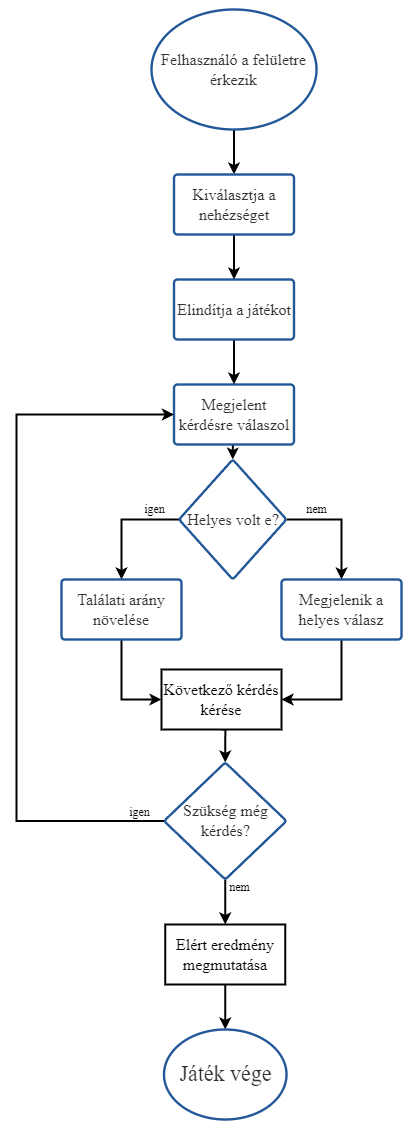 Felhasználó a felületre
érkezik
Kiválasztja a
nehézséget
Elindítja a játékot
Megjelent
kérdésre válaszol
Helyes volt e?
igen
nem
Találati arány
növelése
Megjelenik a
helyes válasz
Következő kérdés
kérése
Szükség még
kérdés?
igen
nem
Elért eredmény
megmutatása
Játék vége